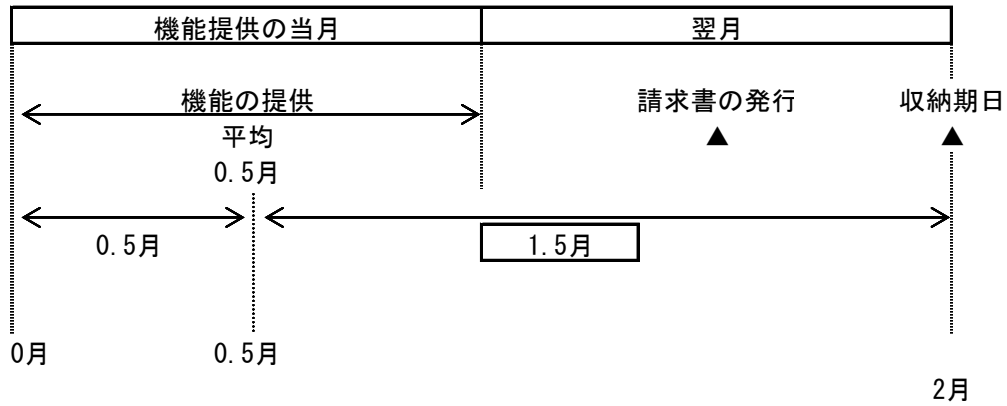 機能提供の当月 翌月
機能の提供 請求書の発行 収納期日
平均 ▲ ▲
0.5月
0.5月 1.5月
0月 0.5月
2月